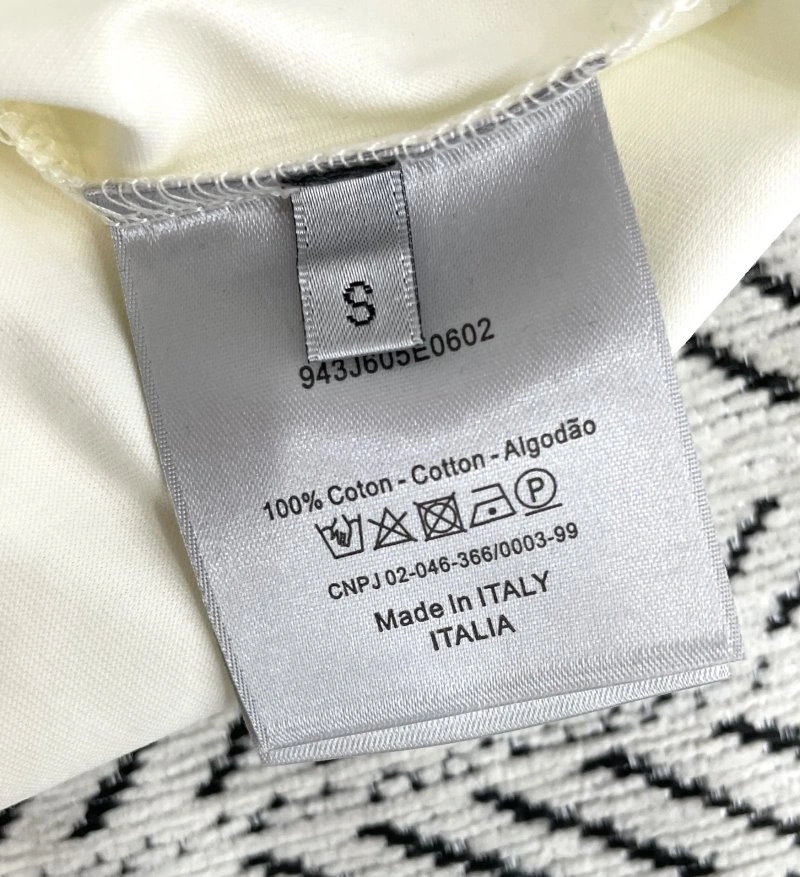 S
943J605E0602
100% Coton - Cotton - Algodão
P
CNPJ 02-046-366/0003-99
Made In ITALY
ITALIA